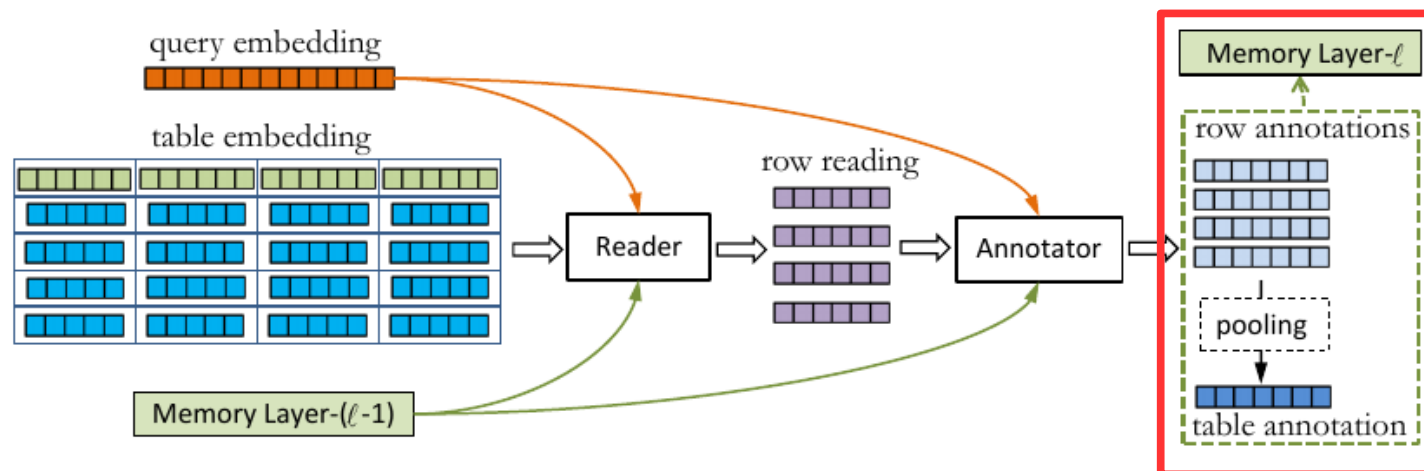 query embedding
table embedding
Reader
Memory Layer-(ℓ-1)
row reading
Annotator
Memory Layer-ℓ
row annotations
pooling
table annotation